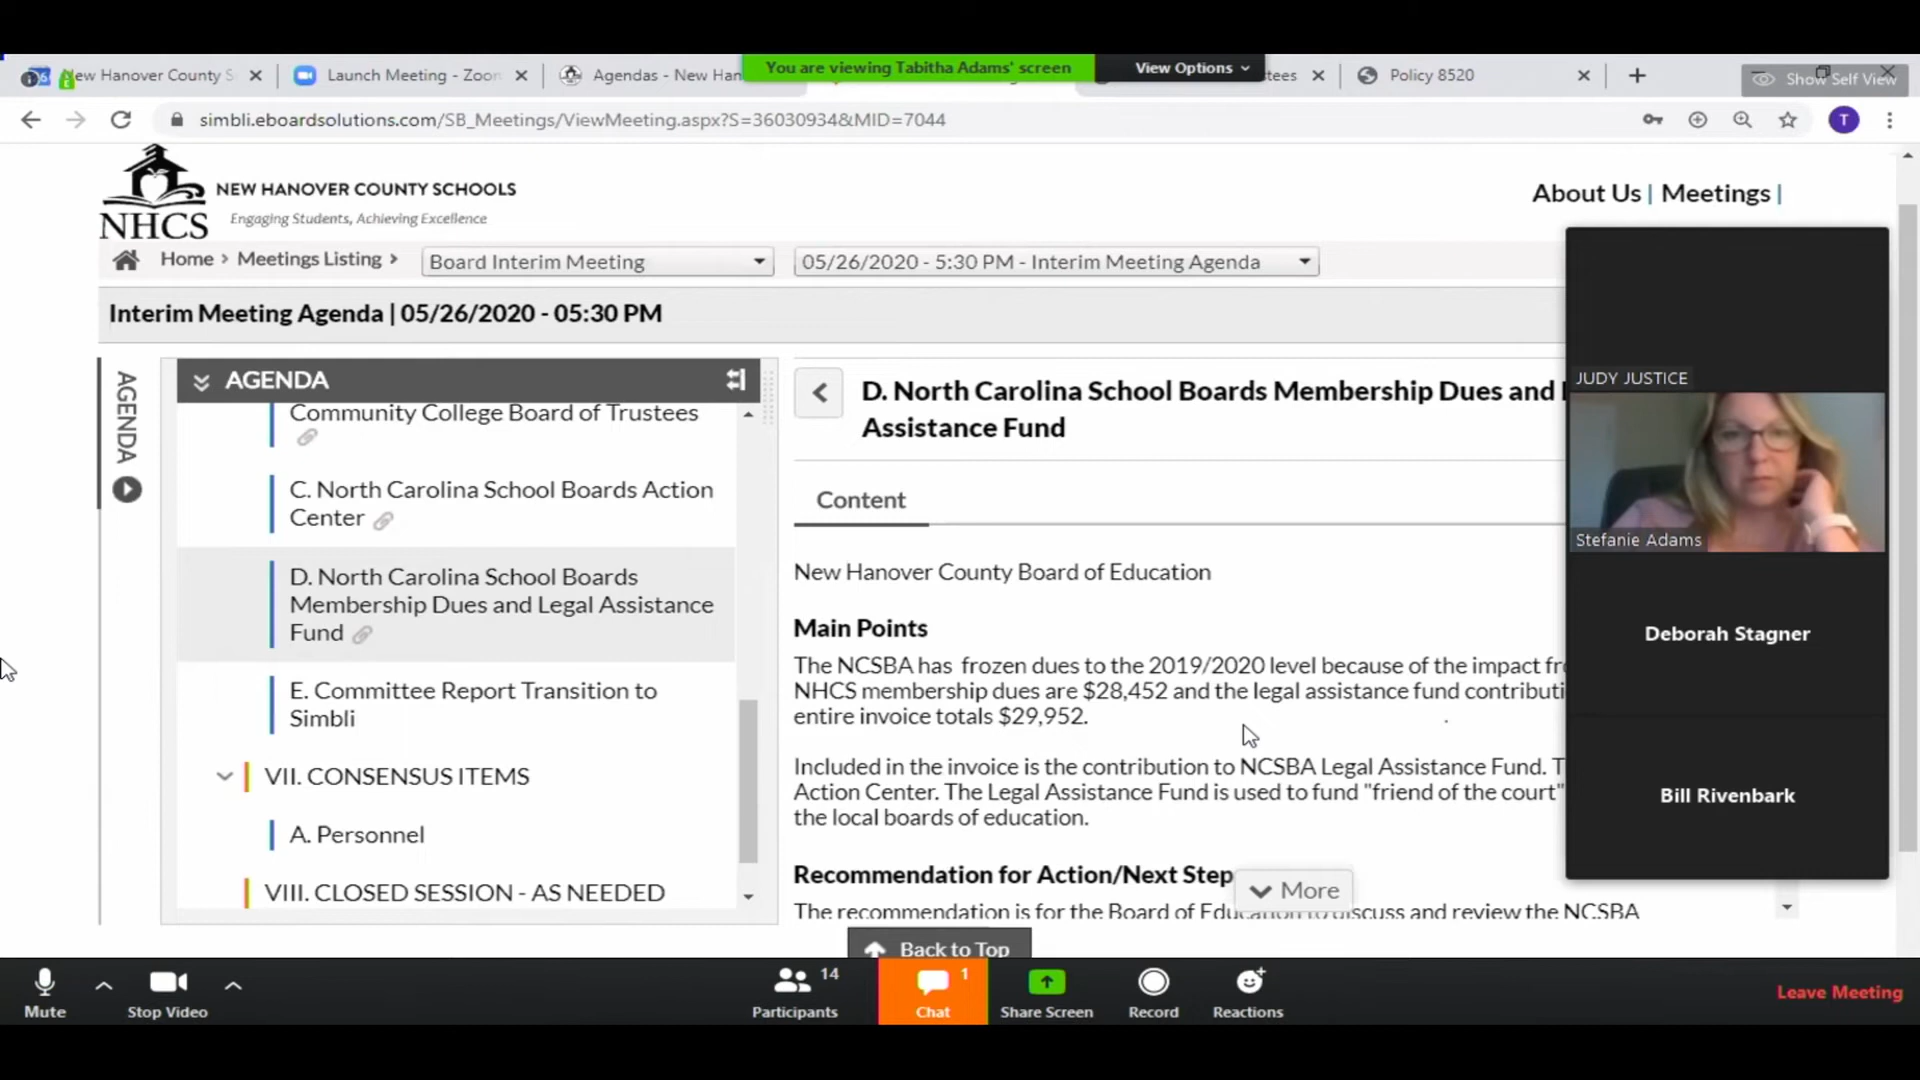 You are viewing Tabitha Adams' screen
View Options
New Hanover County S
Launch Meeting - Zoom
Agendas - New Han
tees
Policy 8520
Show Self View
simbli.eboardsolutions.com/SB_Meetings/ViewMeeting.aspx?S=36030934&MID=7044
T
NHCS
NEW HANOVER COUNTY SCHOOLS
Engaging Students, Achieving Excellence
About Us | Meetings |
Home > Meetings Listing >
Board Interim Meeting
05/26/2020 - 5:30 PM - Interim Meeting Agenda
Interim Meeting Agenda | 05/26/2020 - 05:30 PM
AGENDA
AGENDA
Community College Board of Trustees
C. North Carolina School Boards Action
Center
D. North Carolina School Boards
Membership Dues and Legal Assistance
Fund
E. Committee Report Transition to
Simbli
VII. CONSENSUS ITEMS
A. Personnel
VIII. CLOSED SESSION - AS NEEDED
D. North Carolina School Boards Membership Dues and
Assistance Fund
Content
New Hanover County Board of Education
Main Points
The NCSBA has frozen dues to the 2019/2020 level because of the impact fr
NHCS membership dues are $28,452 and the legal assistance fund contributi
entire invoice totals $29,952.
Included in the invoice is the contribution to NCSBA Legal Assistance Fund. T
Action Center. The Legal Assistance Fund is used to fund "friend of the court"
the local boards of education.
Recommendation for Action/Next Step
More
The recommendation is for the Board of Education to discuss and review the NCSBA
Back to Top
JUDY JUSTICE
Stefanie Adams
Deborah Stagner
Bill Rivenbark
Mute
Stop Video
14
Participants
1
Chat
Share Screen
Record
Reactions
Leave Meeting